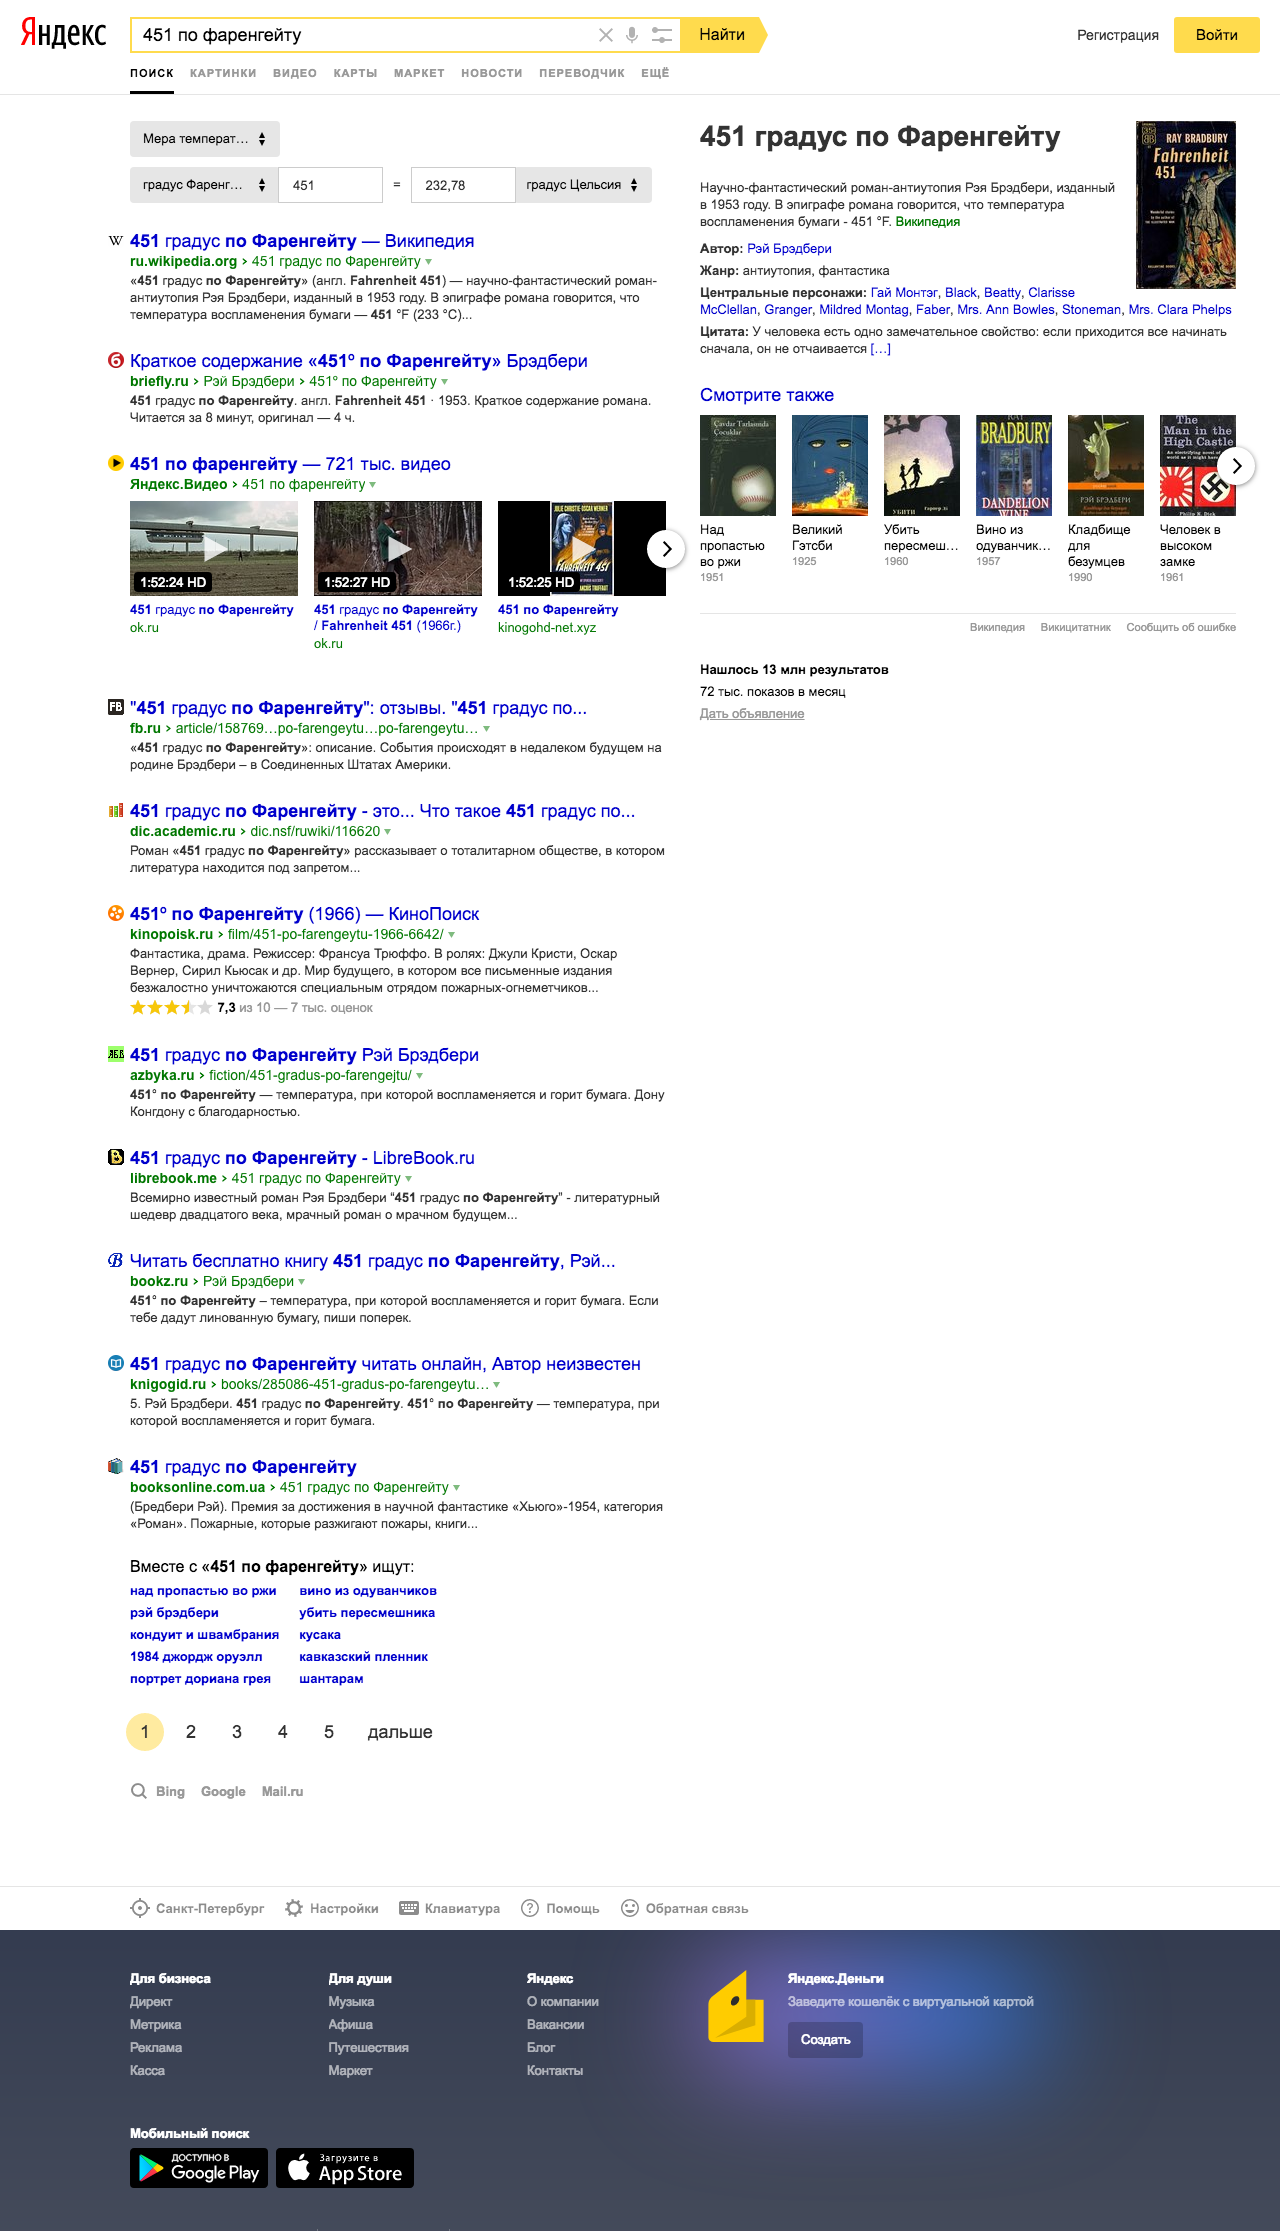 Яндекс
451 по фаренгейту
Найти
Регистрация
Войти
ПОИСК КАРТИНКИ ВИДЕО КАРТЫ МАРКЕТ НОВОСТИ ПЕРЕВОДЧИК ЕЩЁ
Мера температ...
градус Фаренг... 451 = 232,78 градус Цельсия
451 градус по Фаренгейту — Википедия
ru.wikipedia.org › 451 градус по Фаренгейту
«451 градус по Фаренгейту» (англ. Fahrenheit 451) — научно-фантастический роман-
антиутопия Рэя Брэдбери, изданный в 1953 году. В эпиграфе романа говорится, что
температура воспламенения бумаги — 451 °F (233 °C)...
Краткое содержание «451º по Фаренгейту» Брэдбери
briefly.ru › Рэй Брэдбери › 451º по Фаренгейту
451 градус по Фаренгейту. англ. Fahrenheit 451 · 1953. Краткое содержание романа.
Читается за 8 минут, оригинал — 4 ч.
451 по фаренгейту — 721 тыс. видео
Яндекс.Видео › 451 по фаренгейту
1:52:24 HD
1:52:27 HD
JULIE CHRISTIE · OSCAR WERNER
FAHRENHEIT 451
1:52:25 HD
451 градус по Фаренгейту
ok.ru
451 градус по Фаренгейту
/ Fahrenheit 451 (1966г.)
ok.ru
451 по Фаренгейту
kinogohd-net.xyz
FB
"451 градус по Фаренгейту": отзывы. "451 градус по...
fb.ru › article/158769…po-farengeytu…po-farengeytu…
«451 градус по Фаренгейту»: описание. События происходят в недалеком будущем на
родине Брэдбери – в Соединенных Штатах Америки.
451 градус по Фаренгейту - это... Что такое 451 градус по...
dic.academic.ru › dic.nsf/ruwiki/116620
Роман «451 градус по Фаренгейту» рассказывает о тоталитарном обществе, в котором
литература находится под запретом...
451º по Фаренгейту (1966) — КиноПоиск
kinopoisk.ru › film/451-po-farengeytu-1966-6642/
Фантастика, драма. Режиссер: Франсуа Трюффо. В ролях: Джули Кристи, Оскар
Вернер, Сирил Кьюсак и др. Мир будущего, в котором все письменные издания
безжалостно уничтожаются специальным отрядом пожарных-огнеметчиков...
7,3 из 10 — 7 тыс. оценок
451 градус по Фаренгейту Рэй Брэдбери
azbyka.ru › fiction/451-gradus-po-farengejtu/
451° по Фаренгейту — температура, при которой воспламеняется и горит бумага. Дону
Конгдону с благодарностью.
451 градус по Фаренгейту - LibreBook.ru
librebook.me › 451 градус по Фаренгейту
Всемирно известный роман Рэя Брэдбери “451 градус по Фаренгейту” - литературный
шедевр двадцатого века, мрачный роман о мрачном будущем...
Читать бесплатно книгу 451 градус по Фаренгейту, Рэй...
bookz.ru › Рэй Брэдбери
451° по Фаренгейту – температура, при которой воспламеняется и горит бумага. Если
тебе дадут линованную бумагу, пиши поперек.
451 градус по Фаренгейту читать онлайн, Автор неизвестен
knigogid.ru › books/285086-451-gradus-po-farengeytu…
5. Рэй Брэдбери. 451 градус по Фаренгейту. 451° по Фаренгейту — температура, при
которой воспламеняется и горит бумага.
451 градус по Фаренгейту
booksonline.com.ua › 451 градус по Фаренгейту
(Бредбери Рэй). Премия за достижения в научной фантастике «Хьюго»-1954, категория
«Роман». Пожарные, которые разжигают пожары, книги...
Вместе с «451 по фаренгейту» ищут:
над пропастью во ржи вино из одуванчиков
рэй брэдбери убить пересмешника
кондуит и швамбрания кусака
1984 джордж оруэлл кавказский пленник
портрет дориана грея шантарам
1 2 3 4 5 дальше
Bing Google Mail.ru
451 градус по Фаренгейту
RAY BRADBURY
Fahrenheit
451
Научно-фантастический роман-антиутопия Рэя Брэдбери, изданный
в 1953 году. В эпиграфе романа говорится, что температура
воспламенения бумаги - 451 °F. Википедия
Автор: Рэй Брэдбери
Жанр: антиутопия, фантастика
Центральные персонажи: Гай Монтэг, Black, Beatty, Clarisse
McClellan, Granger, Mildred Montag, Faber, Mrs. Ann Bowles, Stoneman, Mrs. Clara Phelps
Цитата: У человека есть одно замечательное свойство: если приходится все начинать
сначала, он не отчаивается [...]
Смотрите также
Çavdar Tarlasında
Çocuklar
УБИТИ
RAY
BRADBURY
DANDELION
WINE
РЭЙ БРЭДБЕРИ
The
Man in the
High Castle
Philip K. Dick
Над
пропастью
во ржи
1951
Великий
Гэтсби
1925
Убить
пересмеш...
1960
Вино из
одуванчик...
1957
Кладбище
для
безумцев
1990
Человек в
высоком
замке
1961
Википедия Викицитатник Сообщить об ошибке
Нашлось 13 млн результатов
72 тыс. показов в месяц
Дать объявление
Санкт-Петербург Настройки Клавиатура Помощь Обратная связь
Для бизнеса
Директ
Метрика
Реклама
Касса
Для души
Музыка
Афиша
Путешествия
Маркет
Яндекс
О компании
Вакансии
Блог
Контакты
Яндекс.Деньги
Заведите кошелёк с виртуальной картой
Создать
Мобильный поиск
ДОСТУПНО В
Google Play
Загрузите в
App Store